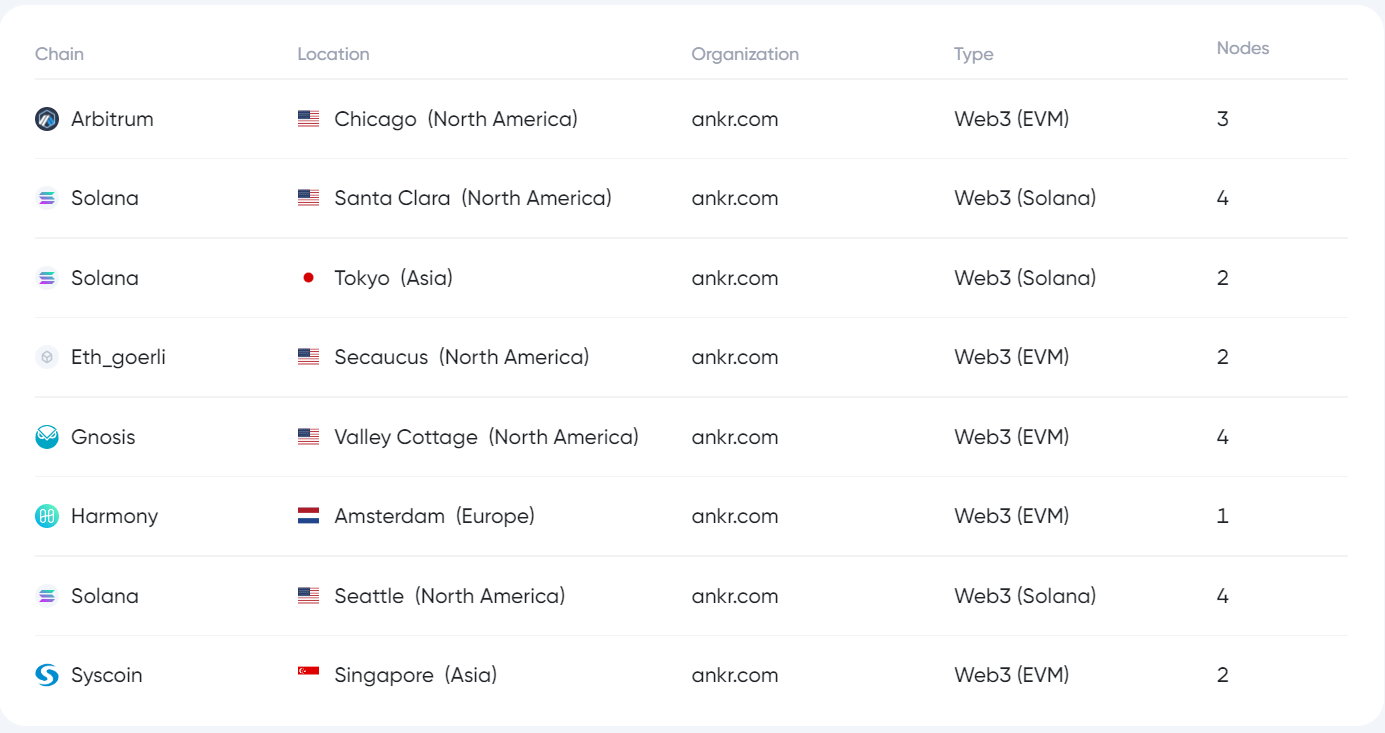 Chain Location Organization Type Nodes
Arbitrum Chicago (North America) ankr.com Web3 (EVM) 3
Solana Santa Clara (North America) ankr.com Web3 (Solana) 4
Solana Tokyo (Asia) ankr.com Web3 (Solana) 2
Eth_goerli Secaucus (North America) ankr.com Web3 (EVM) 2
Gnosis Valley Cottage (North America) ankr.com Web3 (EVM) 4
Harmony Amsterdam (Europe) ankr.com Web3 (EVM) 1
Solana Seattle (North America) ankr.com Web3 (Solana) 4
Syscoin Singapore (Asia) ankr.com Web3 (EVM) 2